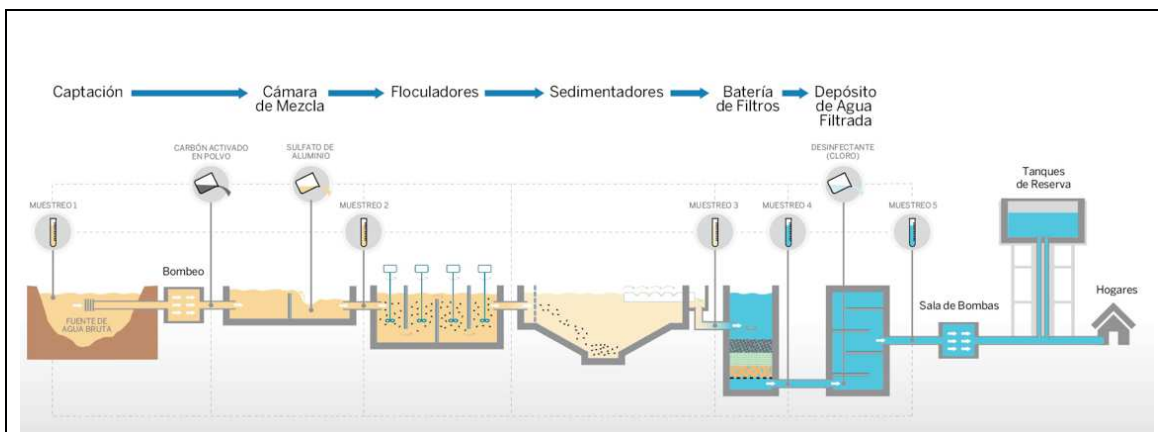 Captación
Cámara
de Mezcla
Floculadores
Sedimentadores
Batería
de Filtros
Depósito
de Agua
Filtrada
CARBÓN ACTIVADO
EN POLVO
SULFATO DE
ALUMINIO
DESINFECTANTE
(CLORO)
Tanques
de Reserva
MUESTREO 1
MUESTREO 2
MUESTREO 3
MUESTREO 4
MUESTREO 5
Bombeo
FUENTE DE
AGUA BRUTA
Sala de Bombas
Hogares